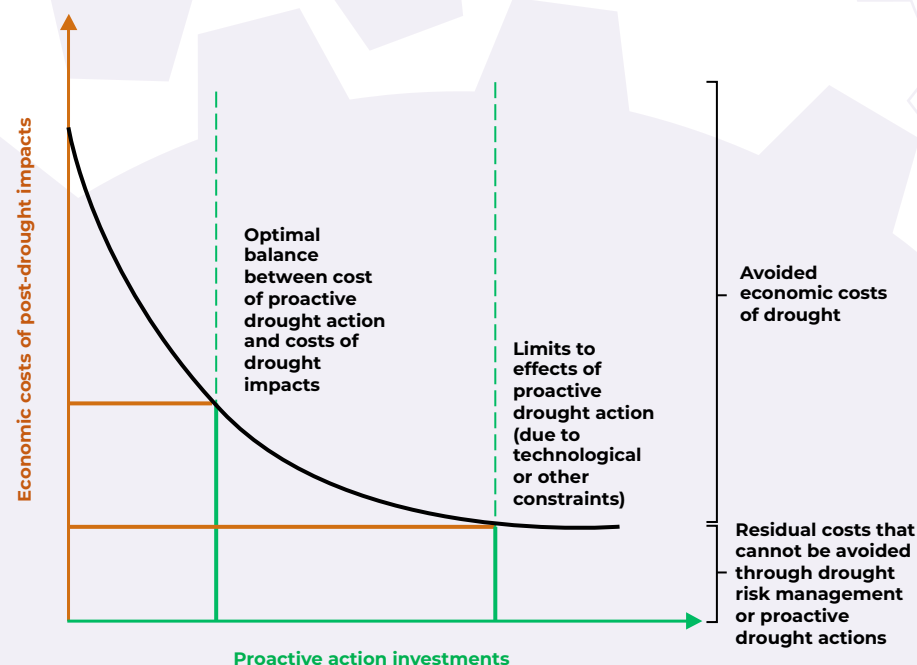 Economic costs of post-drought impacts
Optimal
balance
between cost
of proactive
drought action
and costs of
drought
impacts
Limits to
effects of
proactive
drought action
(due to
technological
or other
constraints)
Avoided
economic costs
of drought
Residual costs that
cannot be avoided
through drought
risk management
or proactive
drought actions
Proactive action investments